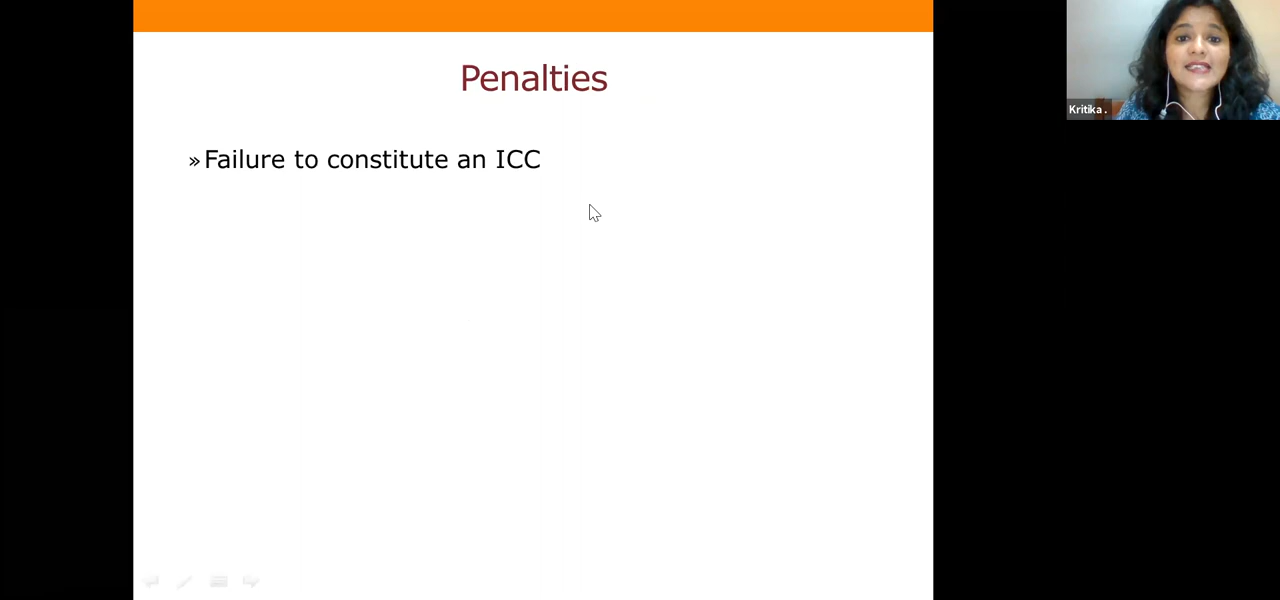 Penalties
» Failure to constitute an ICC
Kritika .